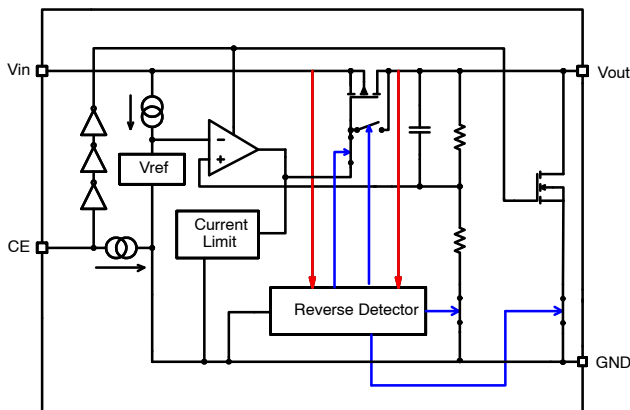 Vin
Vout
−
+
Vref
Current
Limit
CE
Reverse Detector
GND